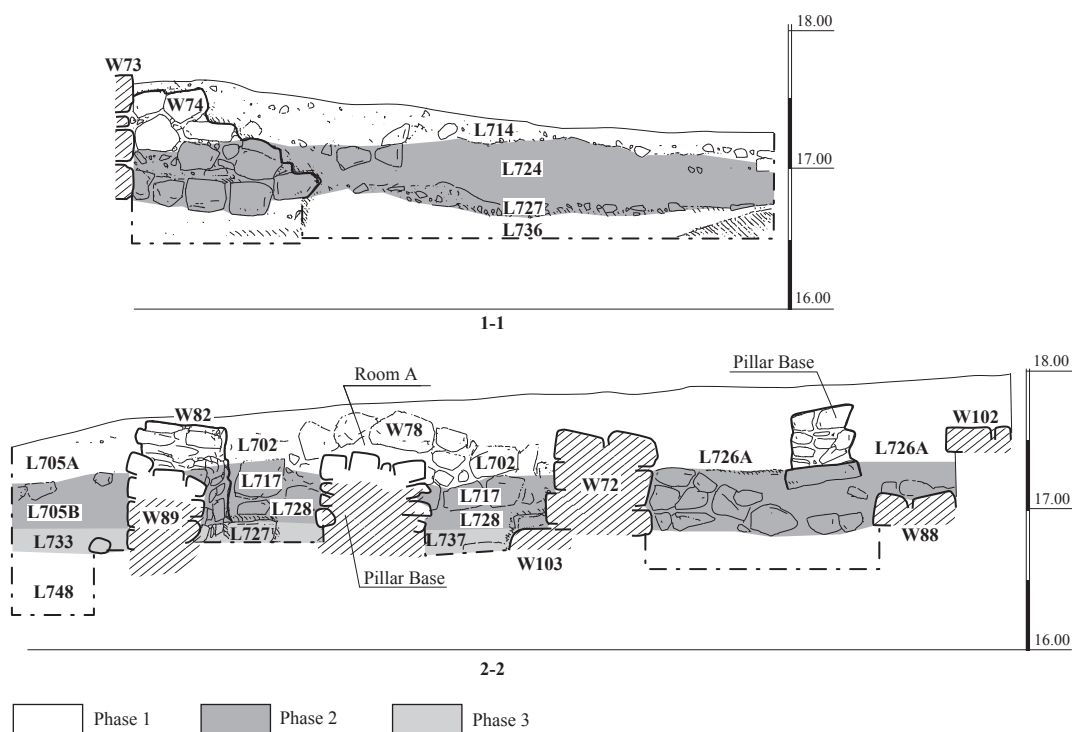 18.00
W73
W74
L714
L724
17.00
L727
L736
16.00
1-1
18.00
Pillar Base
Room A
W82
W78
W102
L702
L705A
L702
L726A
L726A
L717
W72
L717
L705B
W89
L728
L728
17.00
L733
L727
L737
W88
W103
Pillar Base
L748
16.00
2-2
Phase 1
Phase 2
Phase 3